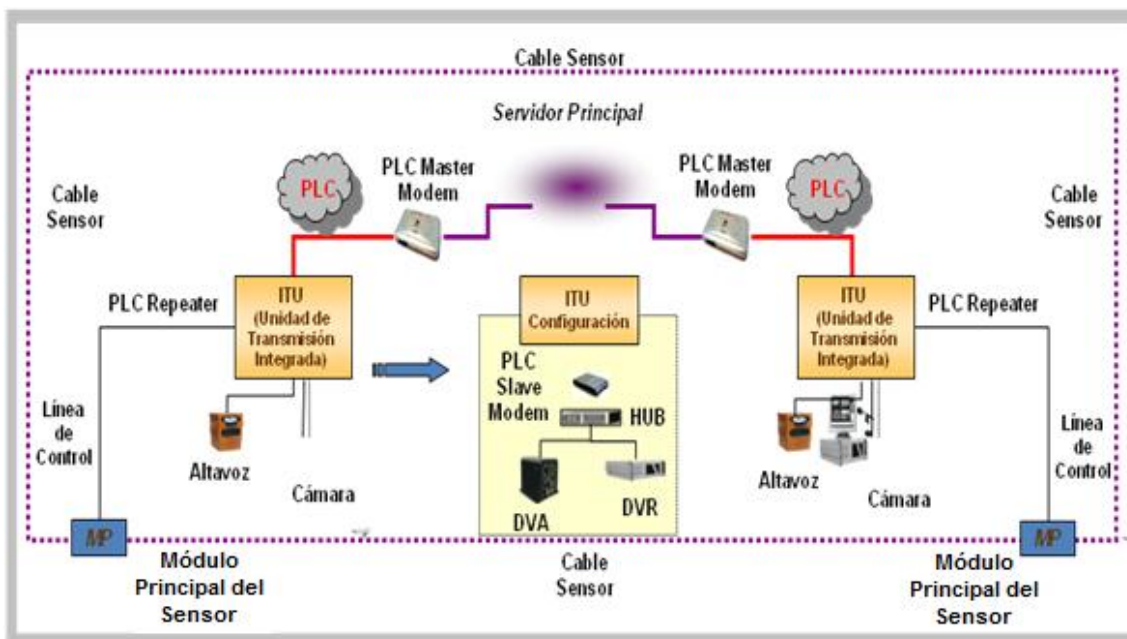 Cable Sensor
Servidor Principal
PLC
PLC Master
Modem
PLC Master
Modem
PLC
Cable
Sensor
Cable
Sensor
PLC Repeater
ITU
(Unidad de
Transmisión
Integrada)
ITU
Configuración
ITU
(Unidad de
Transmisión
Integrada)
PLC Repeater
PLC
Slave
Modem
HUB
Línea
de
Control
Altavoz
Cámara
DVA
DVR
Altavoz
Cámara
Línea
de
Control
MP
Módulo
Principal del
Sensor
Cable
Sensor
MP
Módulo
Principal del
Sensor